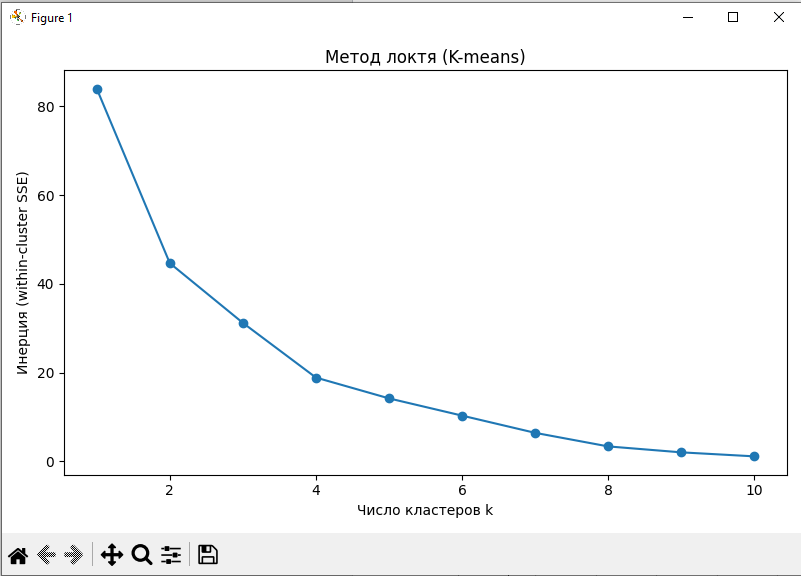 Figure 1
Метод локтя (K-means)
Инерция (within-cluster SSE)
80
60
40
20
0
2 4 6 8 10
Число кластеров k